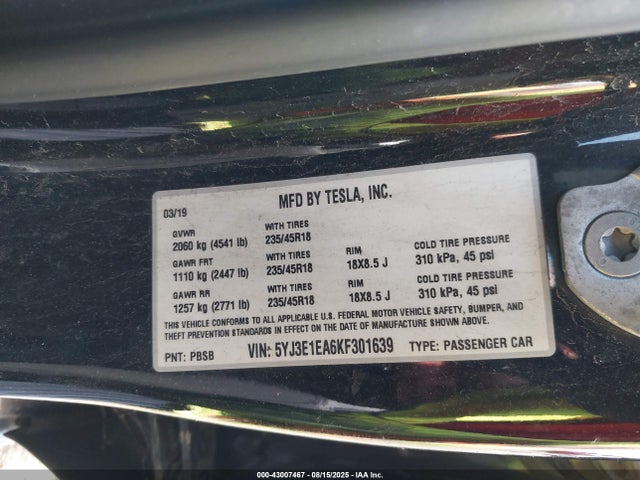 MFD BY TESLA, INC.
03/19
GVWR WITH TIRES
2060 kg (4541 lb) 235/45R18
GAWR FRT WITH TIRES RIM COLD TIRE PRESSURE
1110 kg (2447 lb) 235/45R18 18X8.5 J 310 kPa, 45 psi
GAWR RR WITH TIRES RIM COLD TIRE PRESSURE
1257 kg (2771 lb) 235/45R18 18X8.5 J 310 kPa, 45 psi
THIS VEHICLE CONFORMS TO ALL APPLICABLE U.S. FEDERAL MOTOR VEHICLE SAFETY, BUMPER, AND
THEFT PREVENTION STANDARDS IN EFFECT ON THE DATE OF MANUFACTURE SHOWN ABOVE.
PNT: PBSB VIN: 5YJ3E1EA6KF301639 TYPE: PASSENGER CAR
000-43007467 - 08/15/2025 - IAA Inc.